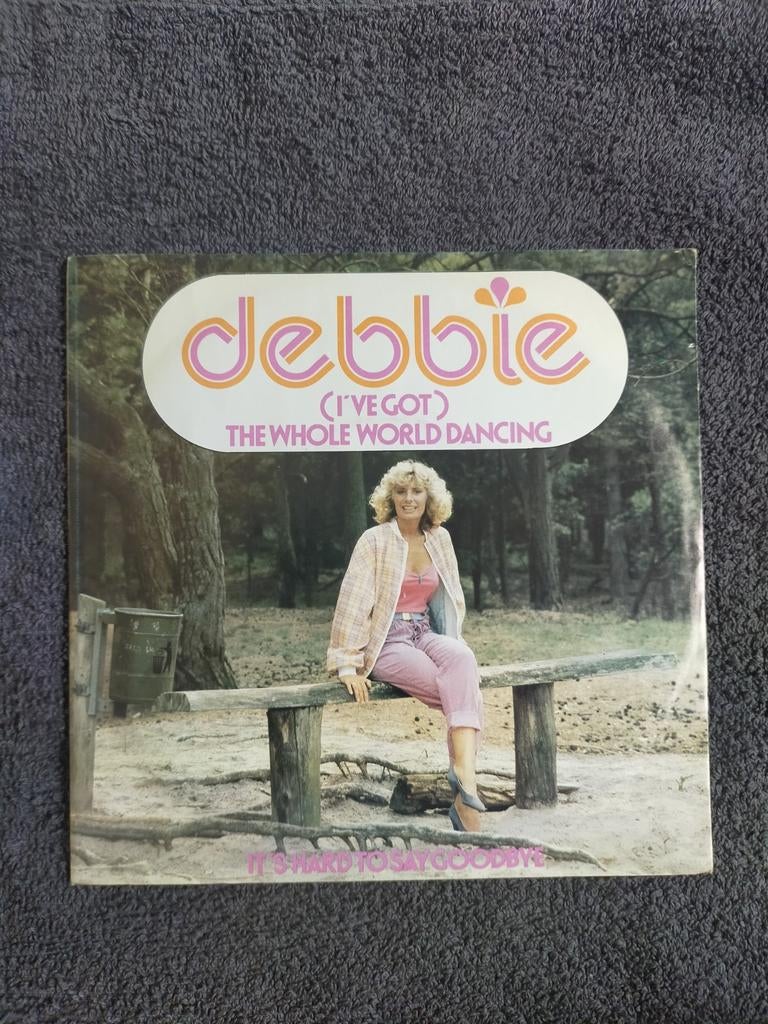 debbie
(I'VE GOT)
THE WHOLE WORLD DANCING
IT'S HARD TO SAY GOODBYE